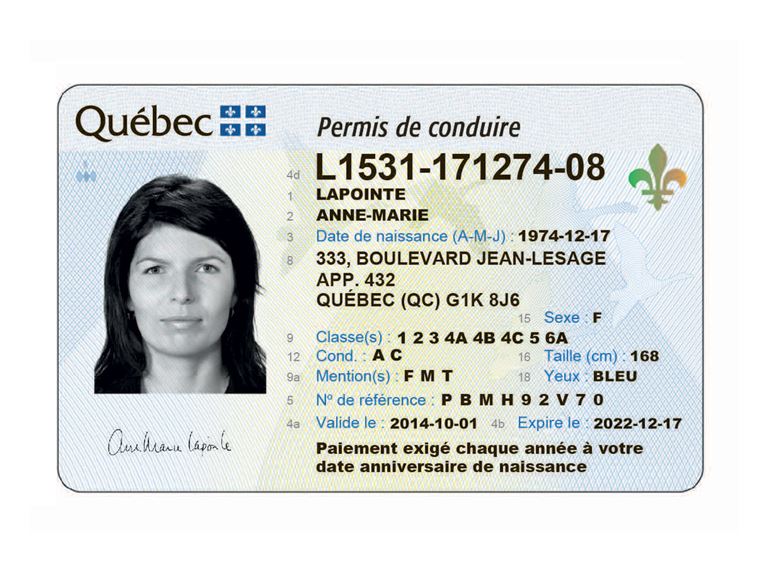 Québec
Permis de conduire
4d L1531-171274-08
1 LAPOINTE
2 ANNE-MARIE
3 Date de naissance (A-M-J) : 1974-12-17
8 333, BOULEVARD JEAN-LESAGE
APP. 432
QUÉBEC (QC) G1K 8J6
15 Sexe : F
9 Classe(s) : 1 2 3 4A 4B 4C 5 6A
12 Cond. : A C 16 Taille (cm) : 168
9a Mention(s) : F M T 18 Yeux : BLEU
5 Nº de référence : P B M H 9 2 V 7 0
4a Valide le : 2014-10-01 4b Expire le : 2022-12-17
Paiement exigé chaque année à votre
date anniversaire de naissance
Anne Marie Lapointe